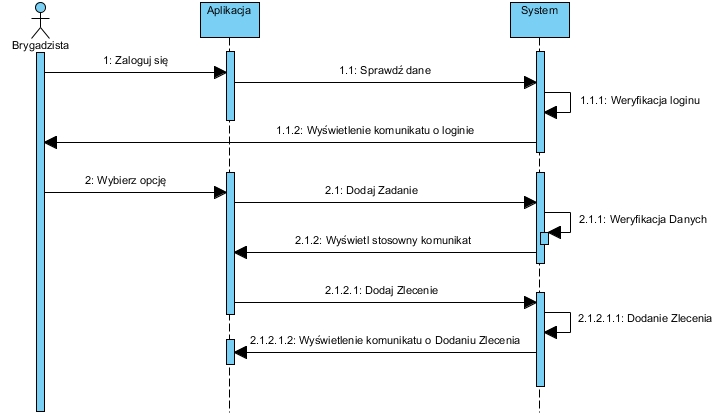 Brygadzista
Aplikacja
System
1: Zaloguj się
1.1: Sprawdź dane
1.1.1: Weryfikacja loginu
1.1.2: Wyświetlenie komunikatu o loginie
2: Wybierz opcję
2.1: Dodaj Zadanie
2.1.1: Weryfikacja Danych
2.1.2: Wyświetl stosowny komunikat
2.1.2.1: Dodaj Zlecenie
2.1.2.1.1: Dodanie Zlecenia
2.1.2.1.2: Wyświetlenie komunikatu o Dodaniu Zlecenia